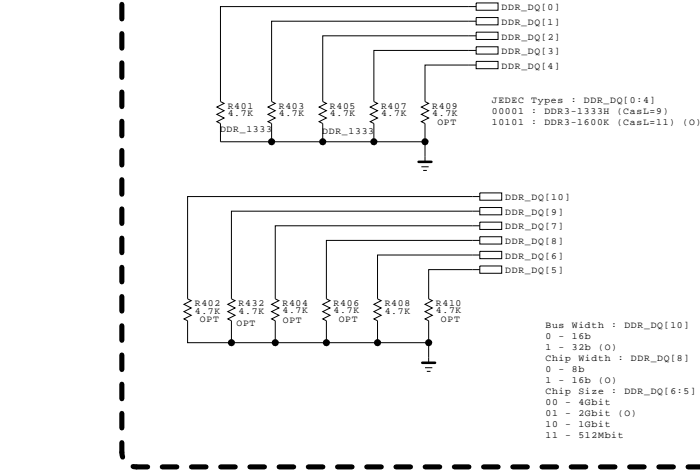 DDR_DQ[0]
DDR_DQ[1]
DDR_DQ[2]
DDR_DQ[3]
DDR_DQ[4]
R401
4.7K
DDR_1333
R403
4.7K
R405
4.7K
DDR_1333
R407
4.7K
R409
4.7K
OPT
JEDEC Types : DDR_DQ[0:4]
00001 : DDR3-1333H (CasL=9)
10101 : DDR3-1600K (CasL=11) (O)
DDR_DQ[10]
DDR_DQ[9]
DDR_DQ[7]
DDR_DQ[8]
DDR_DQ[6]
DDR_DQ[5]
R402
4.7K
OPT
R432
4.7K
OPT
R404
4.7K
OPT
R406
4.7K
OPT
R408
4.7K
R410
4.7K
OPT
Bus Width : DDR_DQ[10]
0 - 16b
1 - 32b (O)
Chip Width : DDR_DQ[8]
0 - 8b
1 - 16b (O)
Chip Size : DDR_DQ[6:5]
00 - 4Gbit
01 - 2Gbit (O)
10 - 1Gbit
11 - 512Mbit